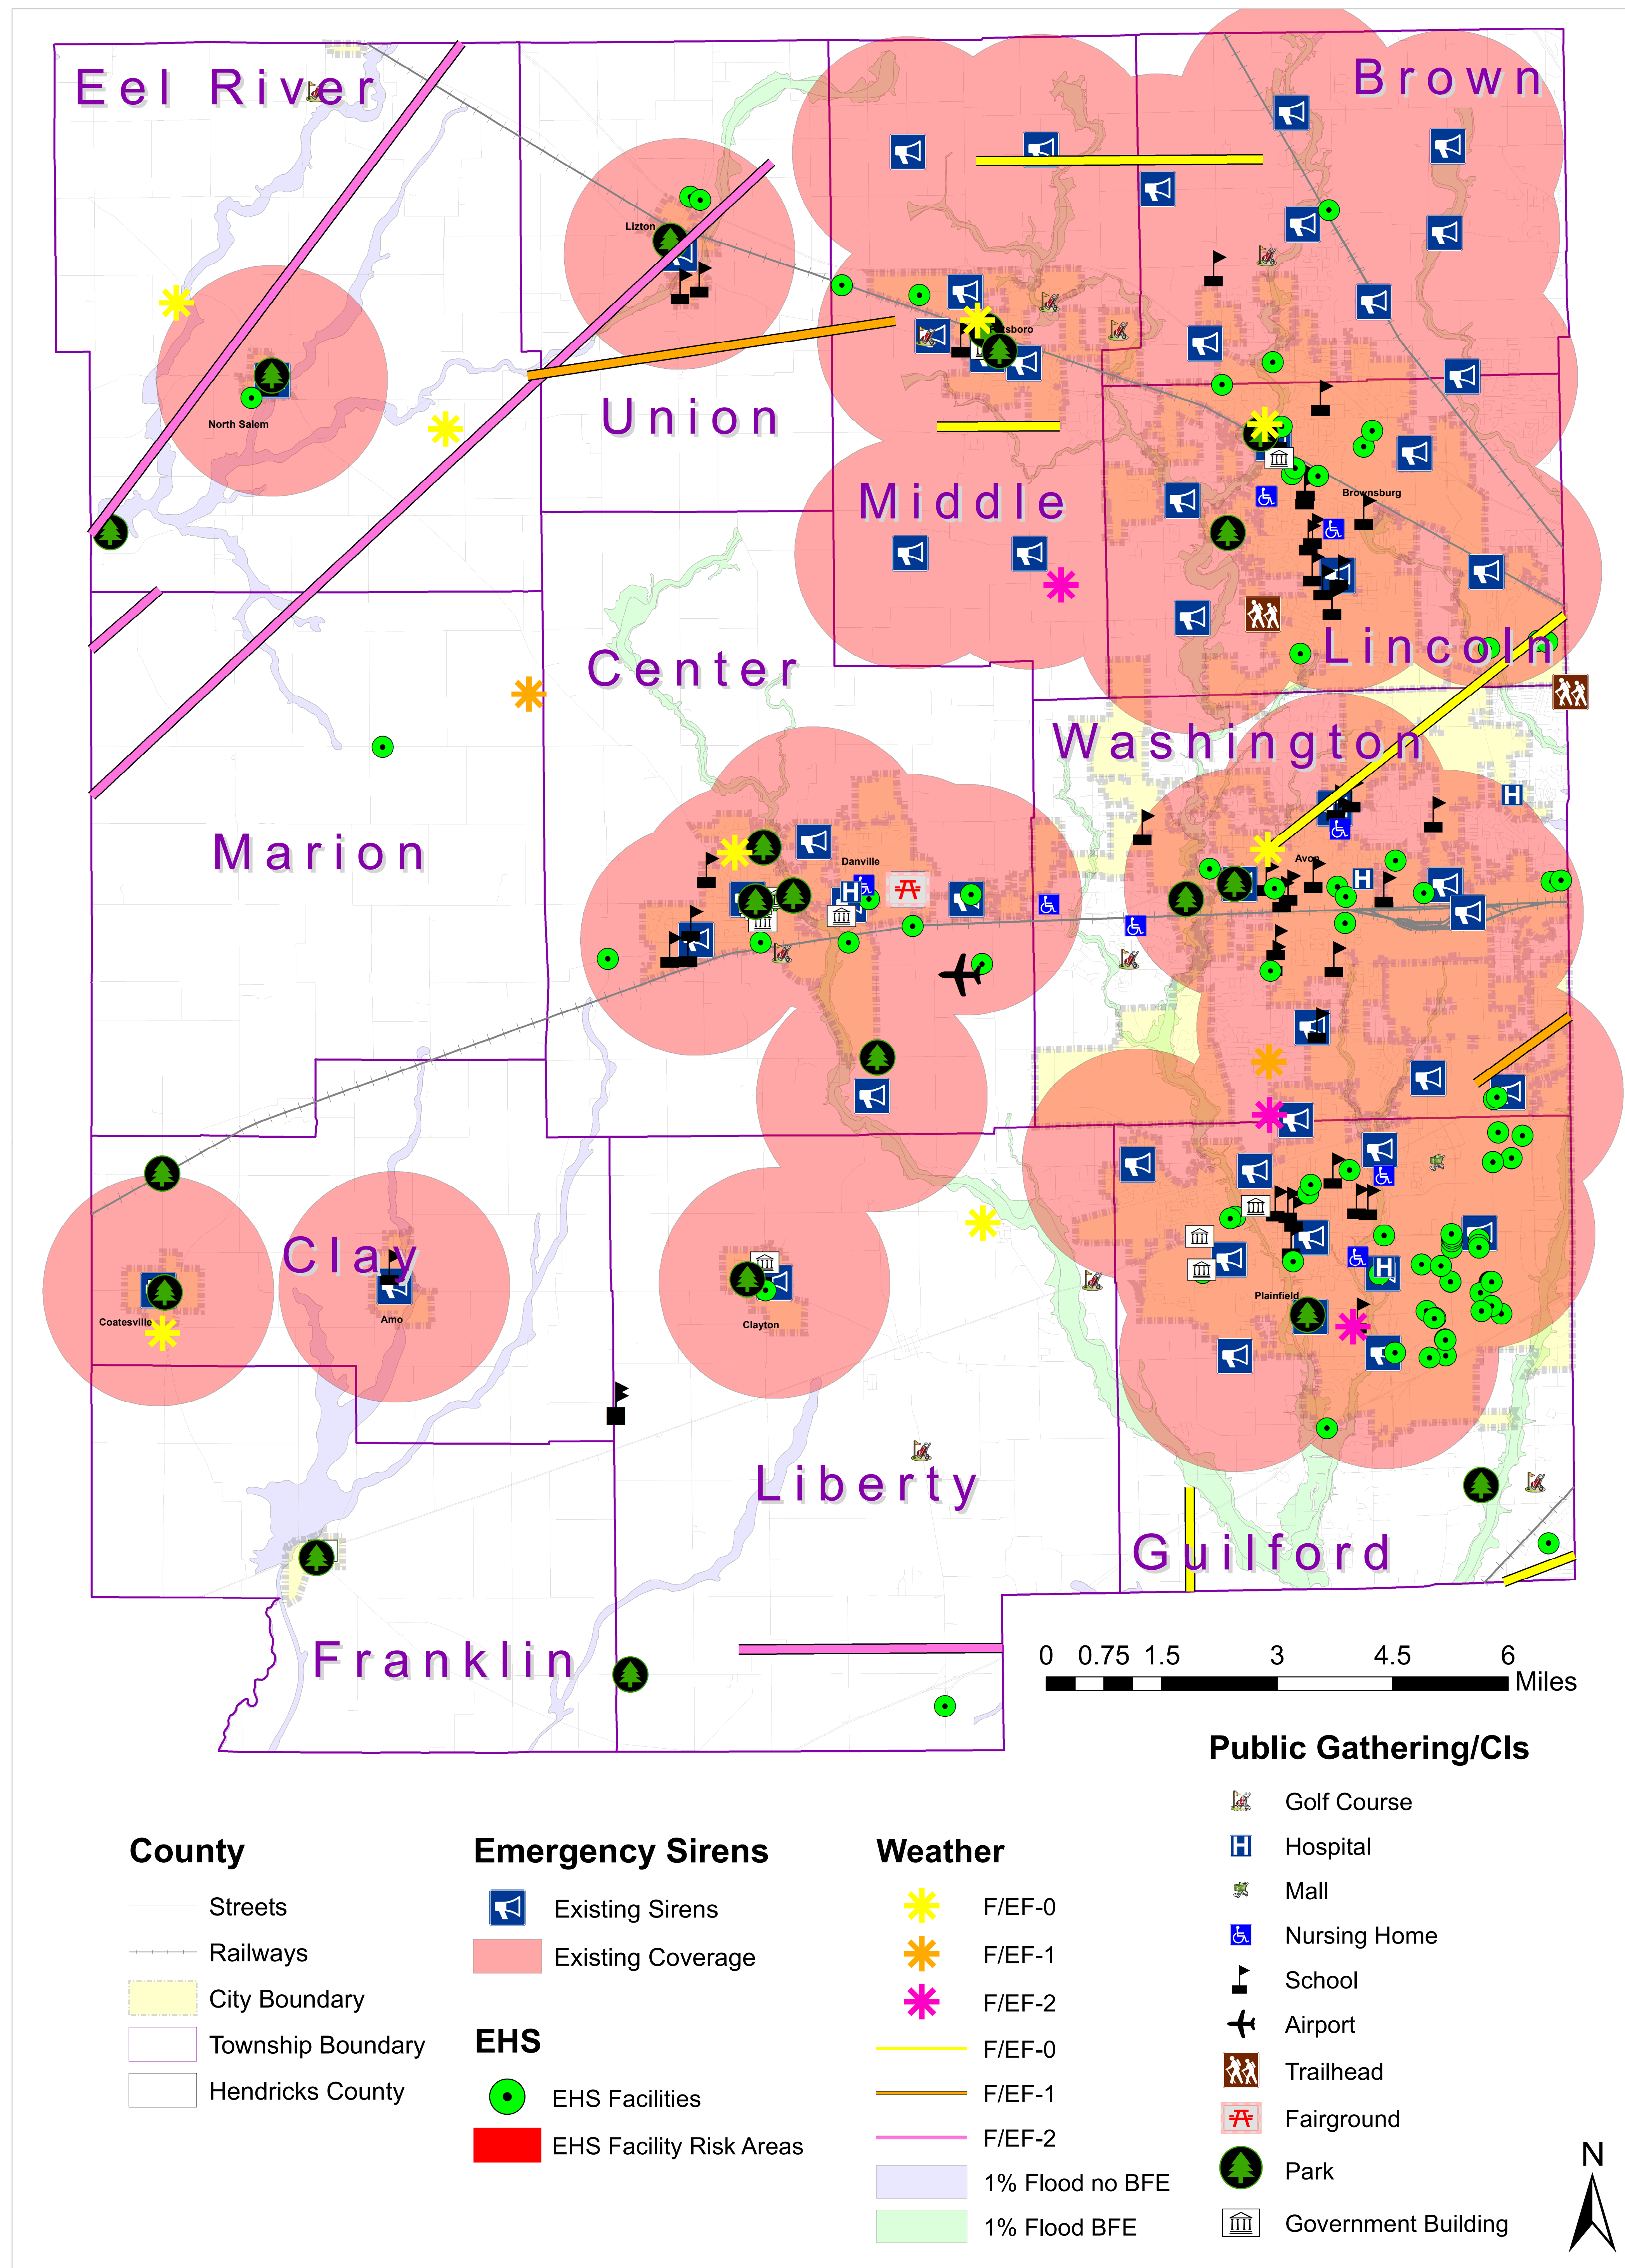 Eel River
Brown
Lizton
Pittsboro
North Salem
Union
Middle
Brownsburg
Center
Lincoln
Washington
Marion
Danville
Avon
Clay
Coatesville
Amo
Clayton
Plainfield
Liberty
Guilford
Franklin
0 0.75 1.5 3 4.5 6
Miles
Public Gathering/CIs
Golf Course
Hospital
Mall
Nursing Home
School
Airport
Trailhead
Fairground
Park
Government Building
County
Streets
Railways
City Boundary
Township Boundary
Hendricks County
Emergency Sirens
Existing Sirens
Existing Coverage
EHS
EHS Facilities
EHS Facility Risk Areas
Weather
F/EF-0
F/EF-1
F/EF-2
F/EF-0
F/EF-1
F/EF-2
1% Flood no BFE
1% Flood BFE
N
H
H
H
H
H